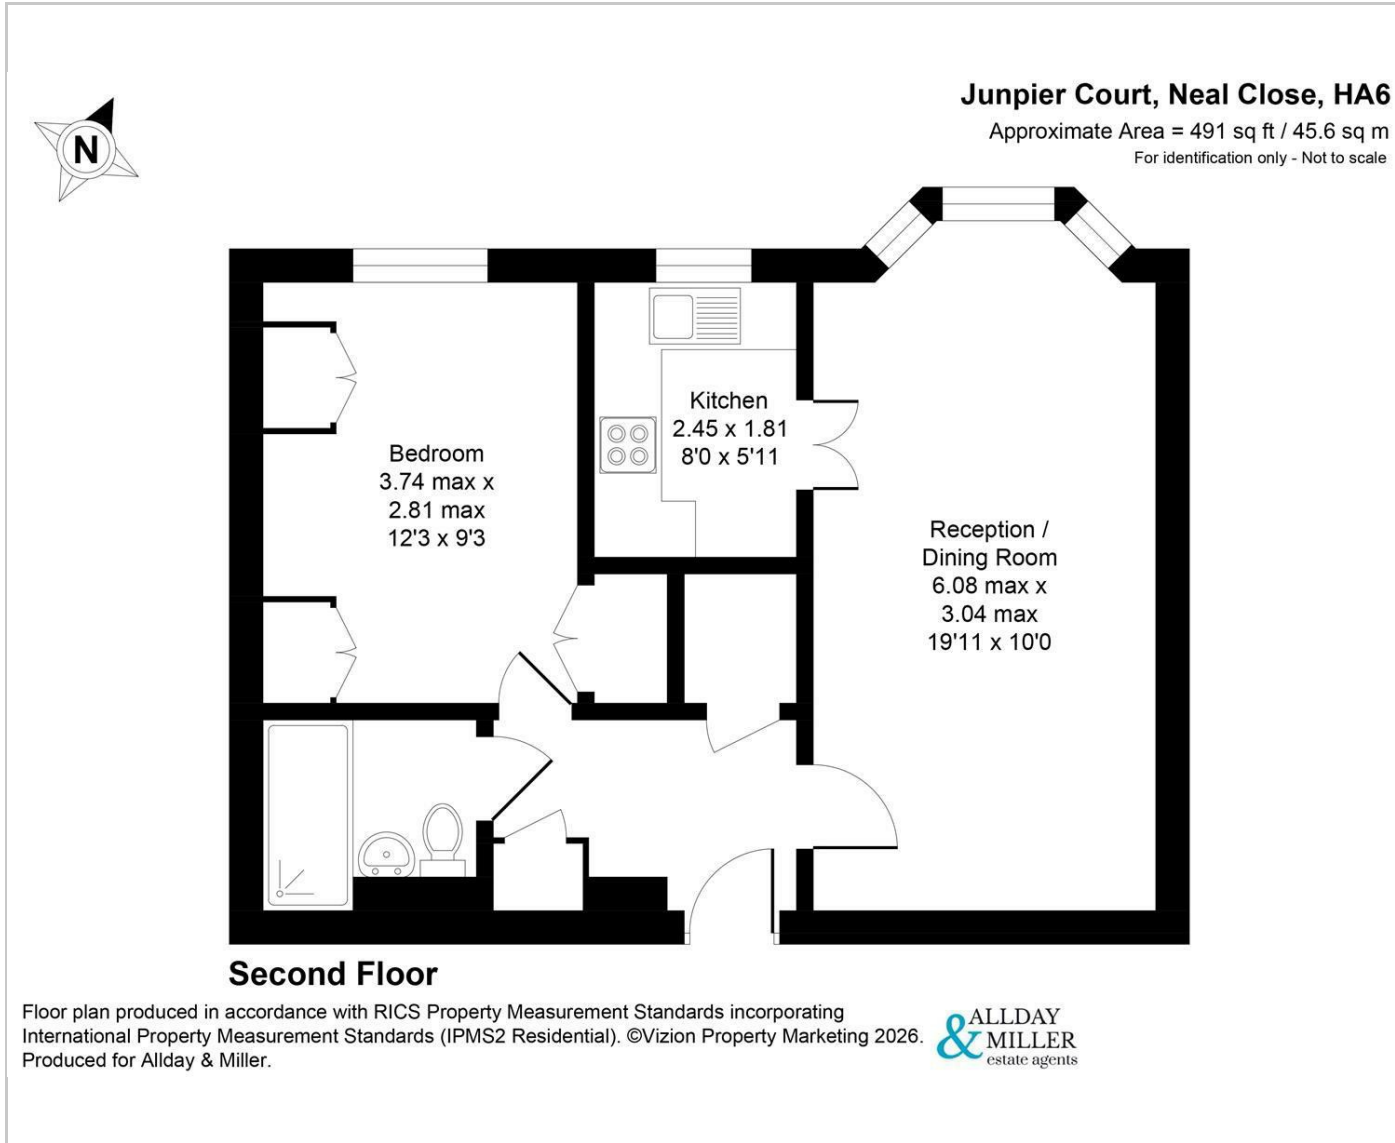 N
Junpier Court, Neal Close, HA6
Approximate Area = 491 sq ft / 45.6 sq m
For identification only - Not to scale
Kitchen
2.45 x 1.81
8'0 x 5'11
Bedroom
3.74 max x
2.81 max
12'3 x 9'3
Reception /
Dining Room
6.08 max x
3.04 max
19'11 x 10'0
Second Floor
Floor plan produced in accordance with RICS Property Measurement Standards incorporating
International Property Measurement Standards (IPMS2 Residential). ©Vizion Property Marketing 2026.
Produced for Allday & Miller.
ALLDAY
& MILLER
estate agents